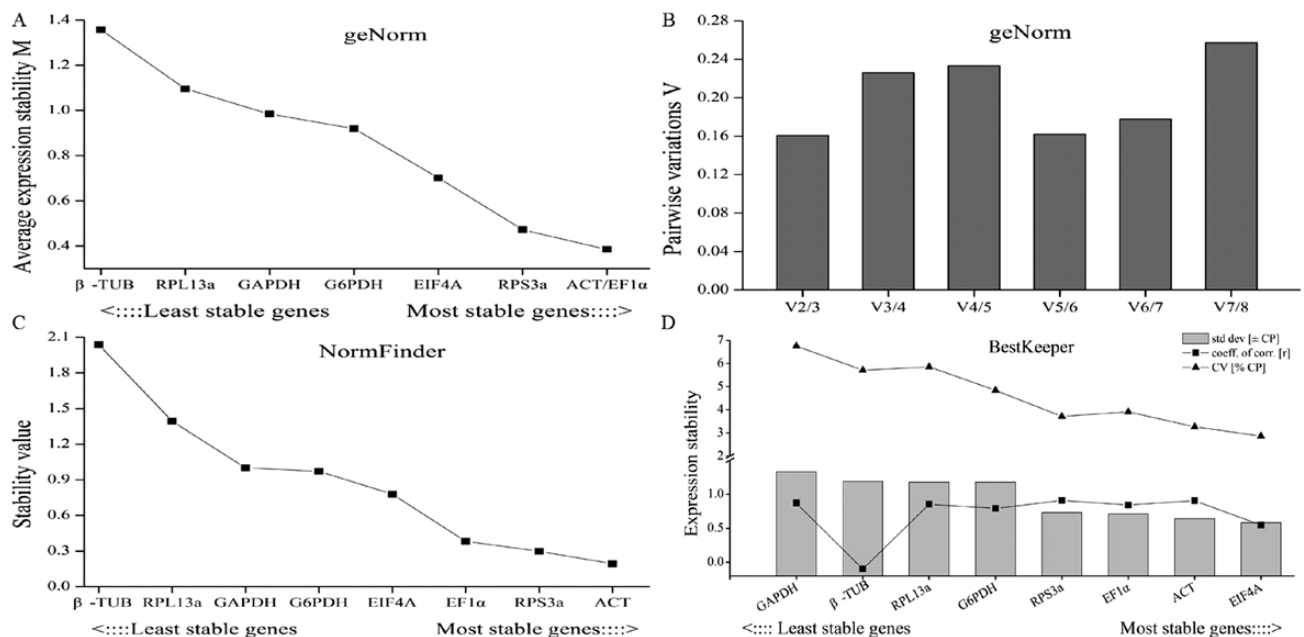 A
geNorm
Average expression stability M
1.4
1.2
1.0
0.8
0.6
0.4
β -TUB RPL13a GAPDH G6PDH EIF4A RPS3a ACT/EF1α
<::::Least stable genes Most stable genes::::>
B
geNorm
Pairwise variations V
0.28
0.24
0.20
0.16
0.12
0.08
0.04
0.00
V2/3 V3/4 V4/5 V5/6 V6/7 V7/8
C
NormFinder
Stability value
2.1
1.8
1.5
1.2
0.9
0.6
0.3
0.0
β -TUB RPL13a GAPDH G6PDH EIF4A EF1α RPS3a ACT
<::::Least stable genes Most stable genes::::>
D
BestKeeper
std dev [± CP]
coeff. of corr. [r]
CV [% CP]
Expression stability
7
6
5
4
3
2
1.0
0.5
0.0
GAPDH β -TUB RPL13a G6PDH RPS3a EF1α ACT EIF4A
<:::: Least stable genes Most stable genes::::>